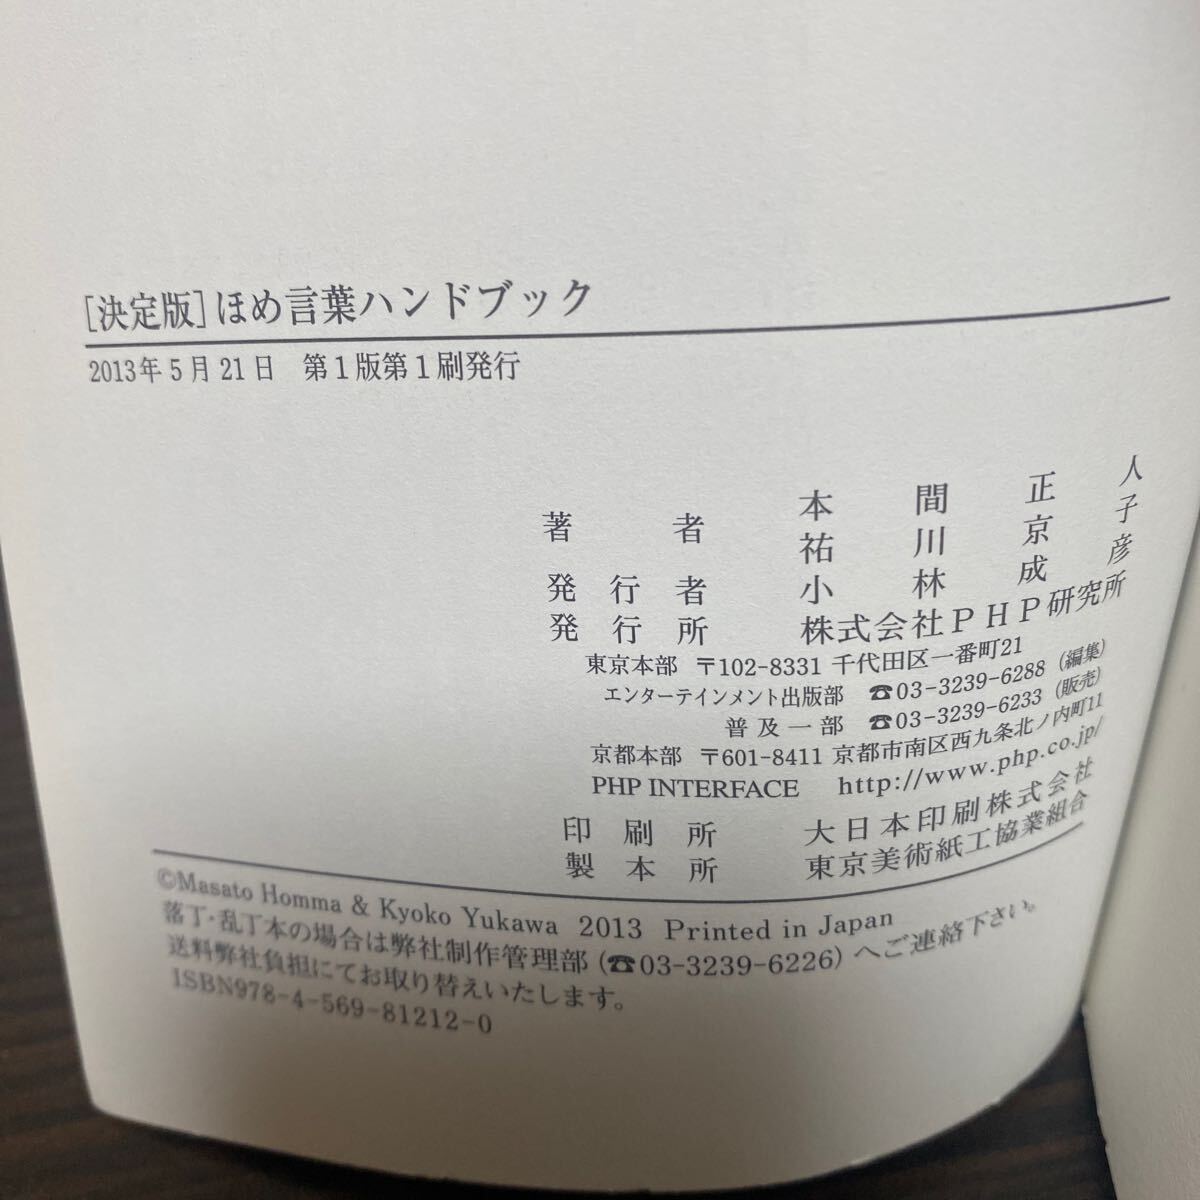 [決定版]ほめ言葉ハンドブック
2013年5月21日　第1版第1刷発行
著者　本間正人
祐川京子
発行者　小林成彦
発行所　株式会社PHP研究所
東京本部　〒102-8331 千代田区一番町21
エンターテインメント出版部　☎03-3239-6288(編集)
普及一部　☎03-3239-6233(販売)
京都本部　〒601-8411 京都市南区西九条北ノ内町11
PHP INTERFACE　http://www.php.co.jp/
印刷所　大日本印刷株式会社
製本所　東京美術紙工協業組合
©Masato Homma & Kyoko Yukawa 2013 Printed in Japan
落丁・乱丁本の場合は弊社制作管理部(☎03-3239-6226)へご連絡下さい。
送料弊社負担にてお取り替えいたします。
ISBN978-4-569-81212-0